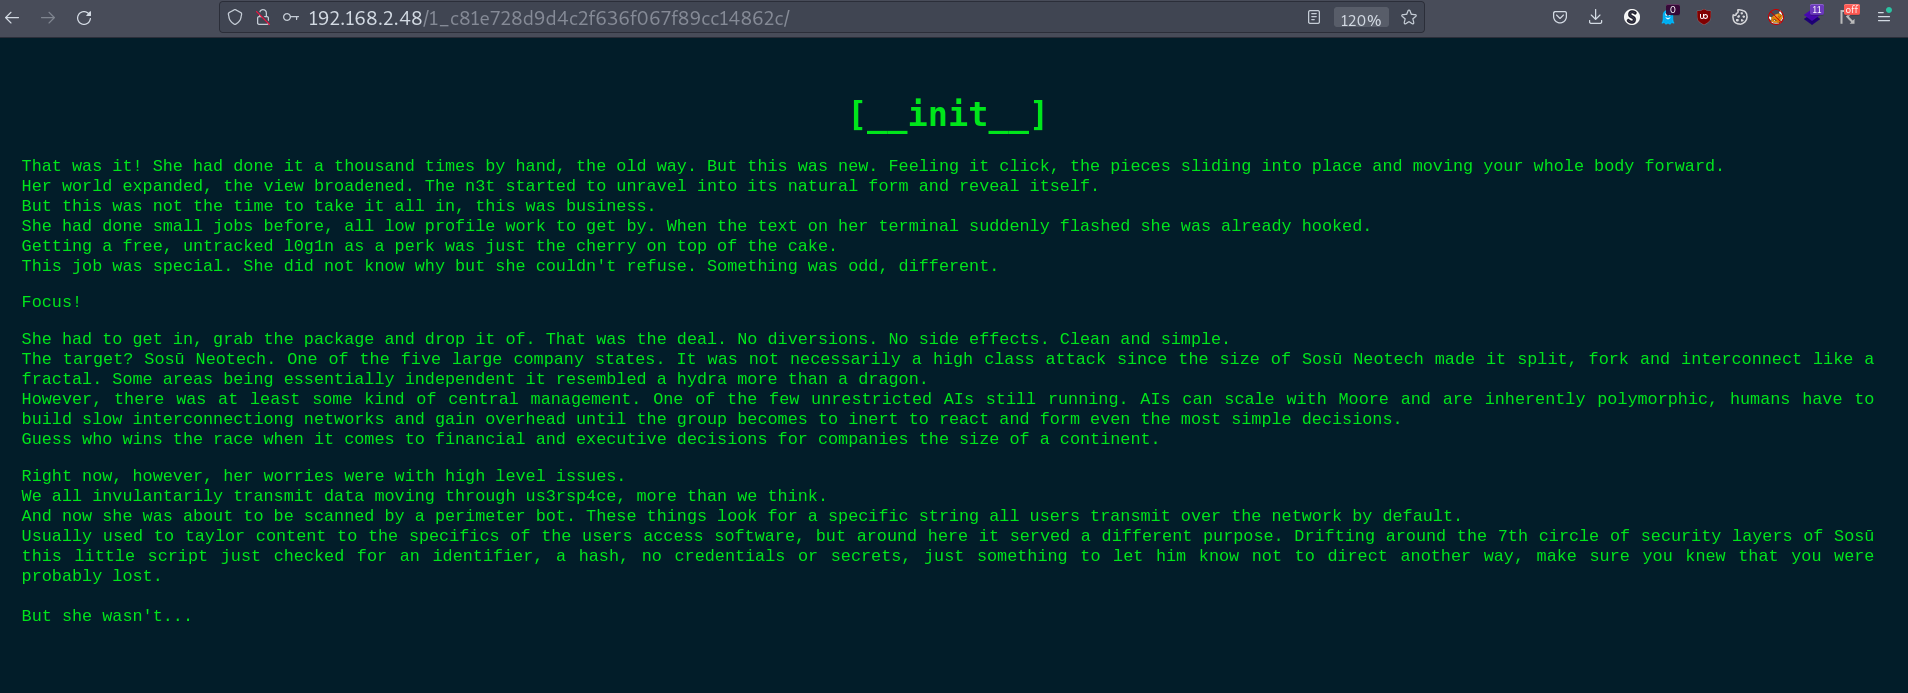 192.168.2.48/1_c81e728d9d4c2f636f067f89cc14862c/
120%
0
UD
11
off
[__init__]
That was it! She had done it a thousand times by hand, the old way. But this was new. Feeling it click, the pieces sliding into place and moving your whole body forward.
Her world expanded, the view broadened. The n3t started to unravel into its natural form and reveal itself.
But this was not the time to take it all in, this was business.
She had done small jobs before, all low profile work to get by. When the text on her terminal suddenly flashed she was already hooked.
Getting a free, untracked l0g1n as a perk was just the cherry on top of the cake.
This job was special. She did not know why but she couldn't refuse. Something was odd, different.
Focus!
She had to get in, grab the package and drop it of. That was the deal. No diversions. No side effects. Clean and simple.
The target? Sosū Neotech. One of the five large company states. It was not necessarily a high class attack since the size of Sosū Neotech made it split, fork and interconnect like a
fractal. Some areas being essentially independent it resembled a hydra more than a dragon.
However, there was at least some kind of central management. One of the few unrestricted AIs still running. AIs can scale with Moore and are inherently polymorphic, humans have to
build slow interconnectiong networks and gain overhead until the group becomes to inert to react and form even the most simple decisions.
Guess who wins the race when it comes to financial and executive decisions for companies the size of a continent.
Right now, however, her worries were with high level issues.
We all invulantarily transmit data moving through us3rsp4ce, more than we think.
And now she was about to be scanned by a perimeter bot. These things look for a specific string all users transmit over the network by default.
Usually used to taylor content to the specifics of the users access software, but around here it served a different purpose. Drifting around the 7th circle of security layers of Sosū
this little script just checked for an identifier, a hash, no credentials or secrets, just something to let him know not to direct another way, make sure you knew that you were
probably lost.
But she wasn't...